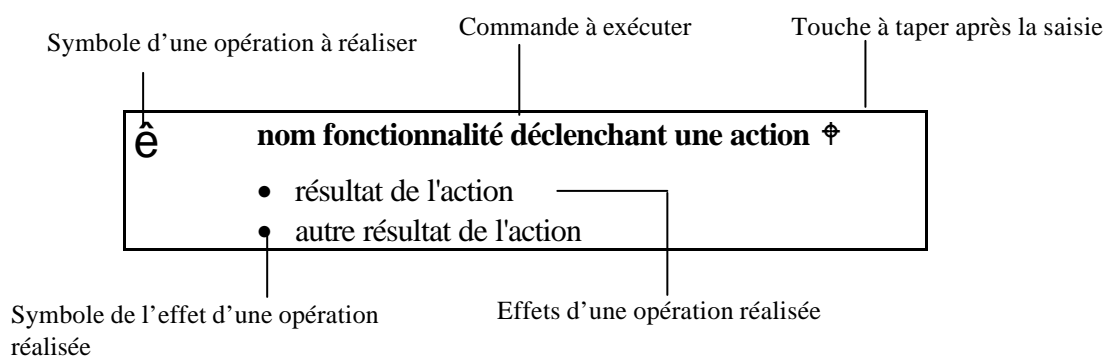 Commande à exécuter
Touche à taper après la saisie
Symbole d’une opération à réaliser
ê nom fonctionnalité déclenchant une action ⌖
• résultat de l'action
• autre résultat de l'action
Symbole de l’effet d’une opération
réalisée
Effets d’une opération réalisée